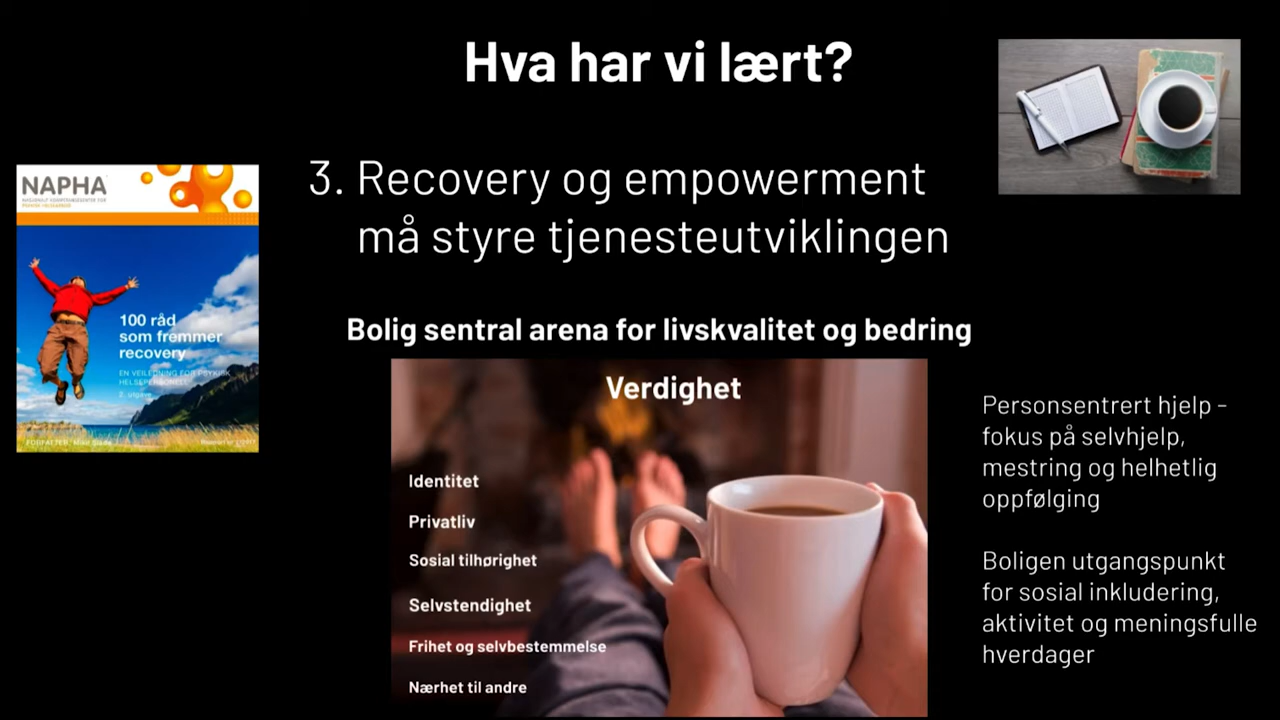 Hva har vi lært?
3. Recovery og empowerment
må styre tjenesteutviklingen
NAPHA
100 råd
som fremmer
recovery
EN VEILEDNING FOR PSYKISK
HELSEPERSONELL
2. utgave
FORFATTER: Mike Slade
Bolig sentral arena for livskvalitet og bedring
Verdighet
Identitet
Privatliv
Sosial tilhørighet
Selvstendighet
Frihet og selvbestemmelse
Nærhet til andre
Personsentrert hjelp –
fokus på selvhjelp,
mestring og helhetlig
oppfølging
Boligen utgangspunkt
for sosial inkludering,
aktivitet og meningsfulle
hverdager